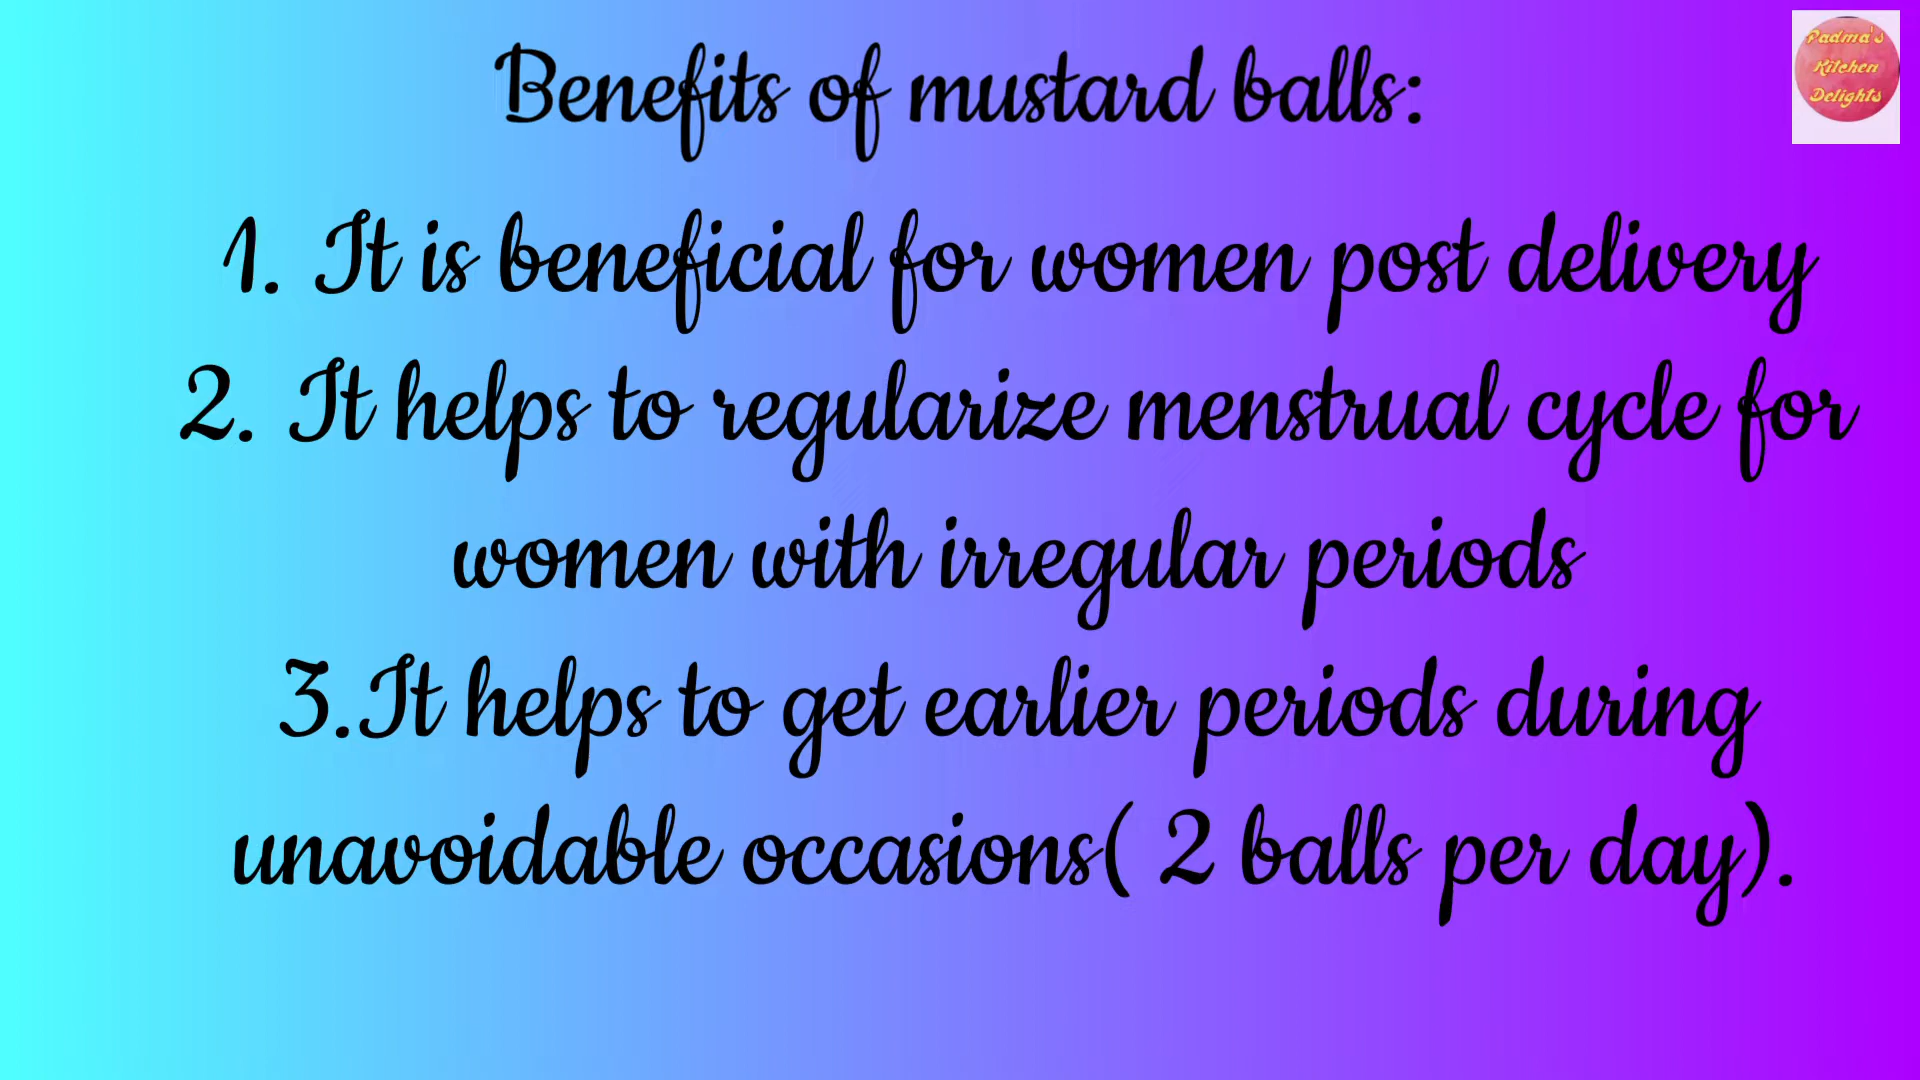 Benefits of mustard balls:
Padma's
Kitchen
Delights
1. It is beneficial for women post delivery
2. It helps to regularize menstrual cycle for
women with irregular periods
3.It helps to get earlier periods during
unavoidable occasions( 2 balls per day).